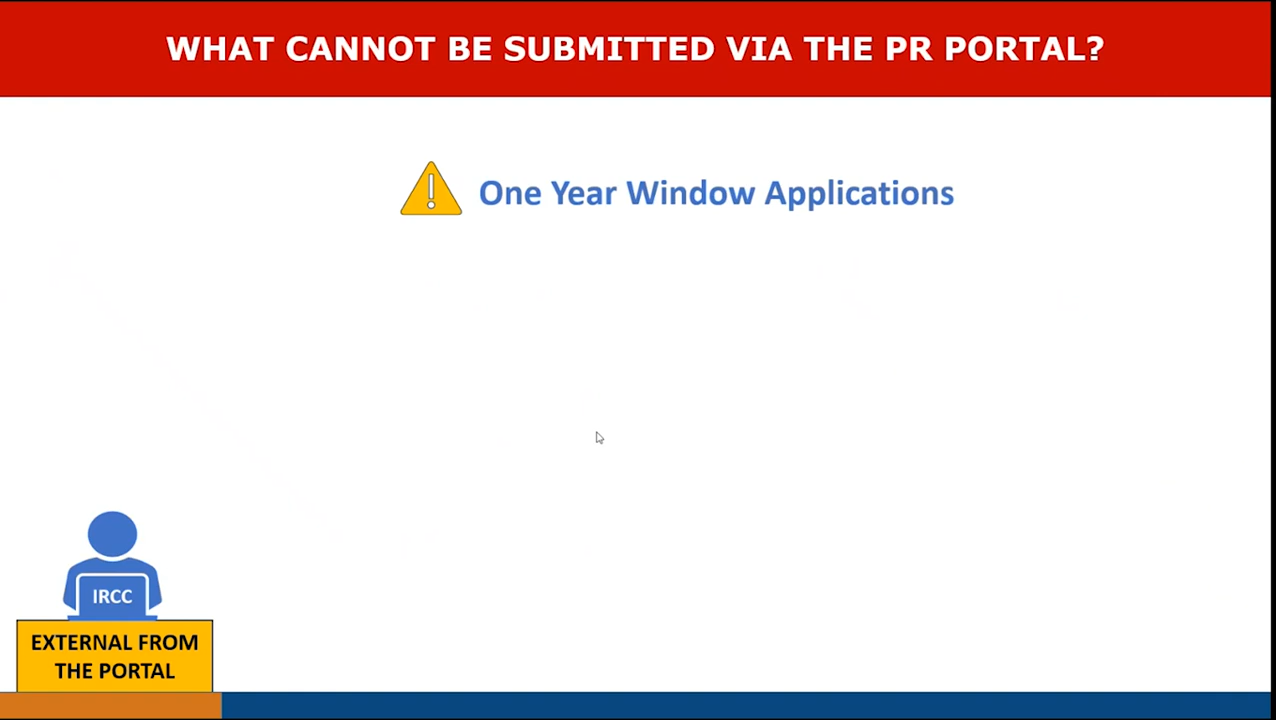 WHAT CANNOT BE SUBMITTED VIA THE PR PORTAL?
One Year Window Applications
IRCC
EXTERNAL FROM
THE PORTAL